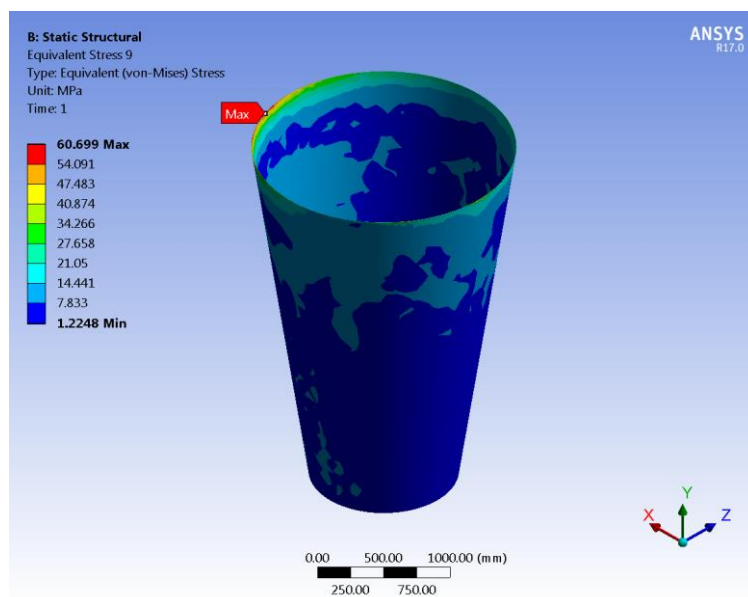 B: Static Structural
Equivalent Stress 9
Type: Equivalent (von-Mises) Stress
Unit: MPa
Time: 1
60.699 Max
54.091
47.483
40.874
34.266
27.658
21.05
14.441
7.833
1.2248 Min
ANSYS
R17.0
Max
Y
X
Z
0.00 500.00 1000.00 (mm)
250.00 750.00